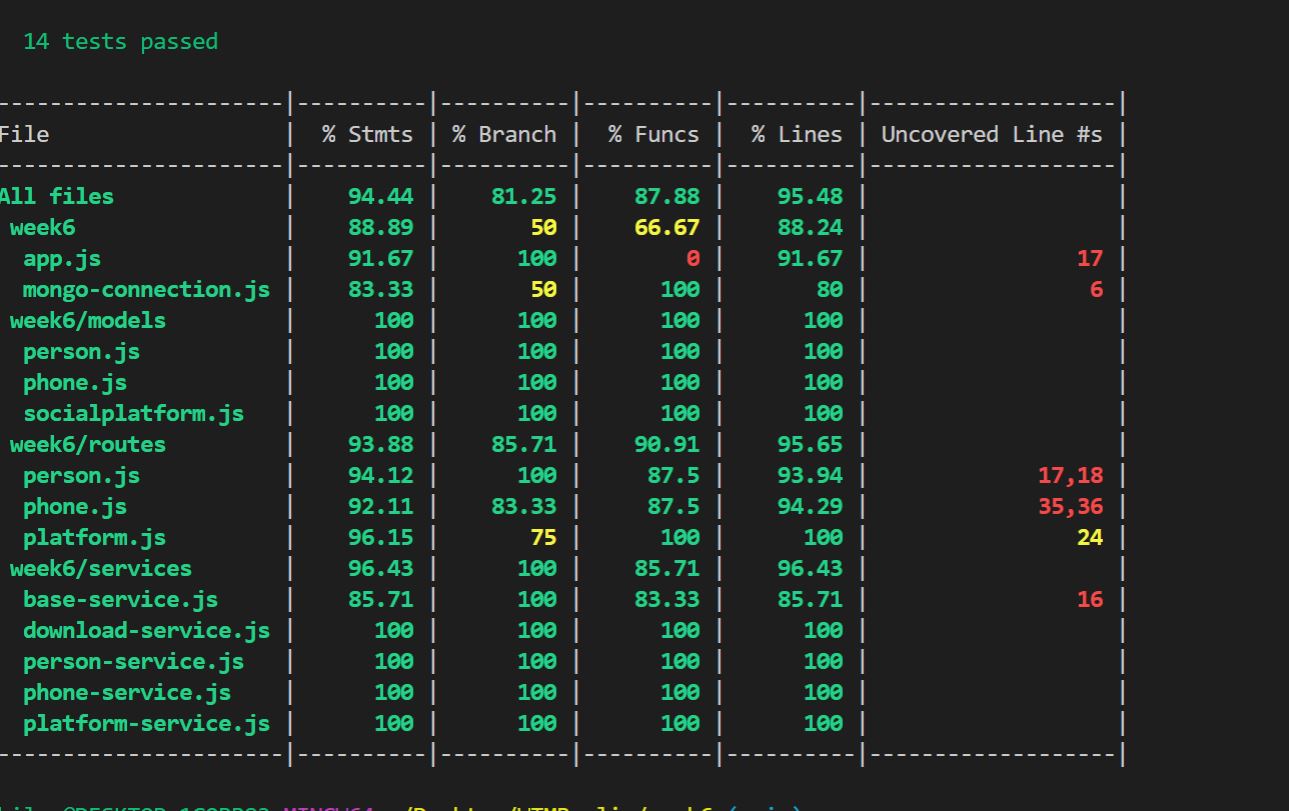 14 tests passed
----------------------|----------|----------|----------|----------|-------------------|
File | % Stmts | % Branch | % Funcs | % Lines | Uncovered Line #s |
----------------------|----------|----------|----------|----------|-------------------|
All files | 94.44 | 81.25 | 87.88 | 95.48 | |
week6 | 88.89 | 50 | 66.67 | 88.24 | |
app.js | 91.67 | 100 | 0 | 91.67 | 17 |
mongo-connection.js | 83.33 | 50 | 100 | 80 | 6 |
week6/models | 100 | 100 | 100 | 100 | |
person.js | 100 | 100 | 100 | 100 | |
phone.js | 100 | 100 | 100 | 100 | |
socialplatform.js | 100 | 100 | 100 | 100 | |
week6/routes | 93.88 | 85.71 | 90.91 | 95.65 | |
person.js | 94.12 | 100 | 87.5 | 93.94 | 17,18 |
phone.js | 92.11 | 83.33 | 87.5 | 94.29 | 35,36 |
platform.js | 96.15 | 75 | 100 | 100 | 24 |
week6/services | 96.43 | 100 | 85.71 | 96.43 | |
base-service.js | 85.71 | 100 | 83.33 | 85.71 | 16 |
download-service.js | 100 | 100 | 100 | 100 | |
person-service.js | 100 | 100 | 100 | 100 | |
phone-service.js | 100 | 100 | 100 | 100 | |
platform-service.js | 100 | 100 | 100 | 100 | |
----------------------|----------|----------|----------|----------|-------------------|